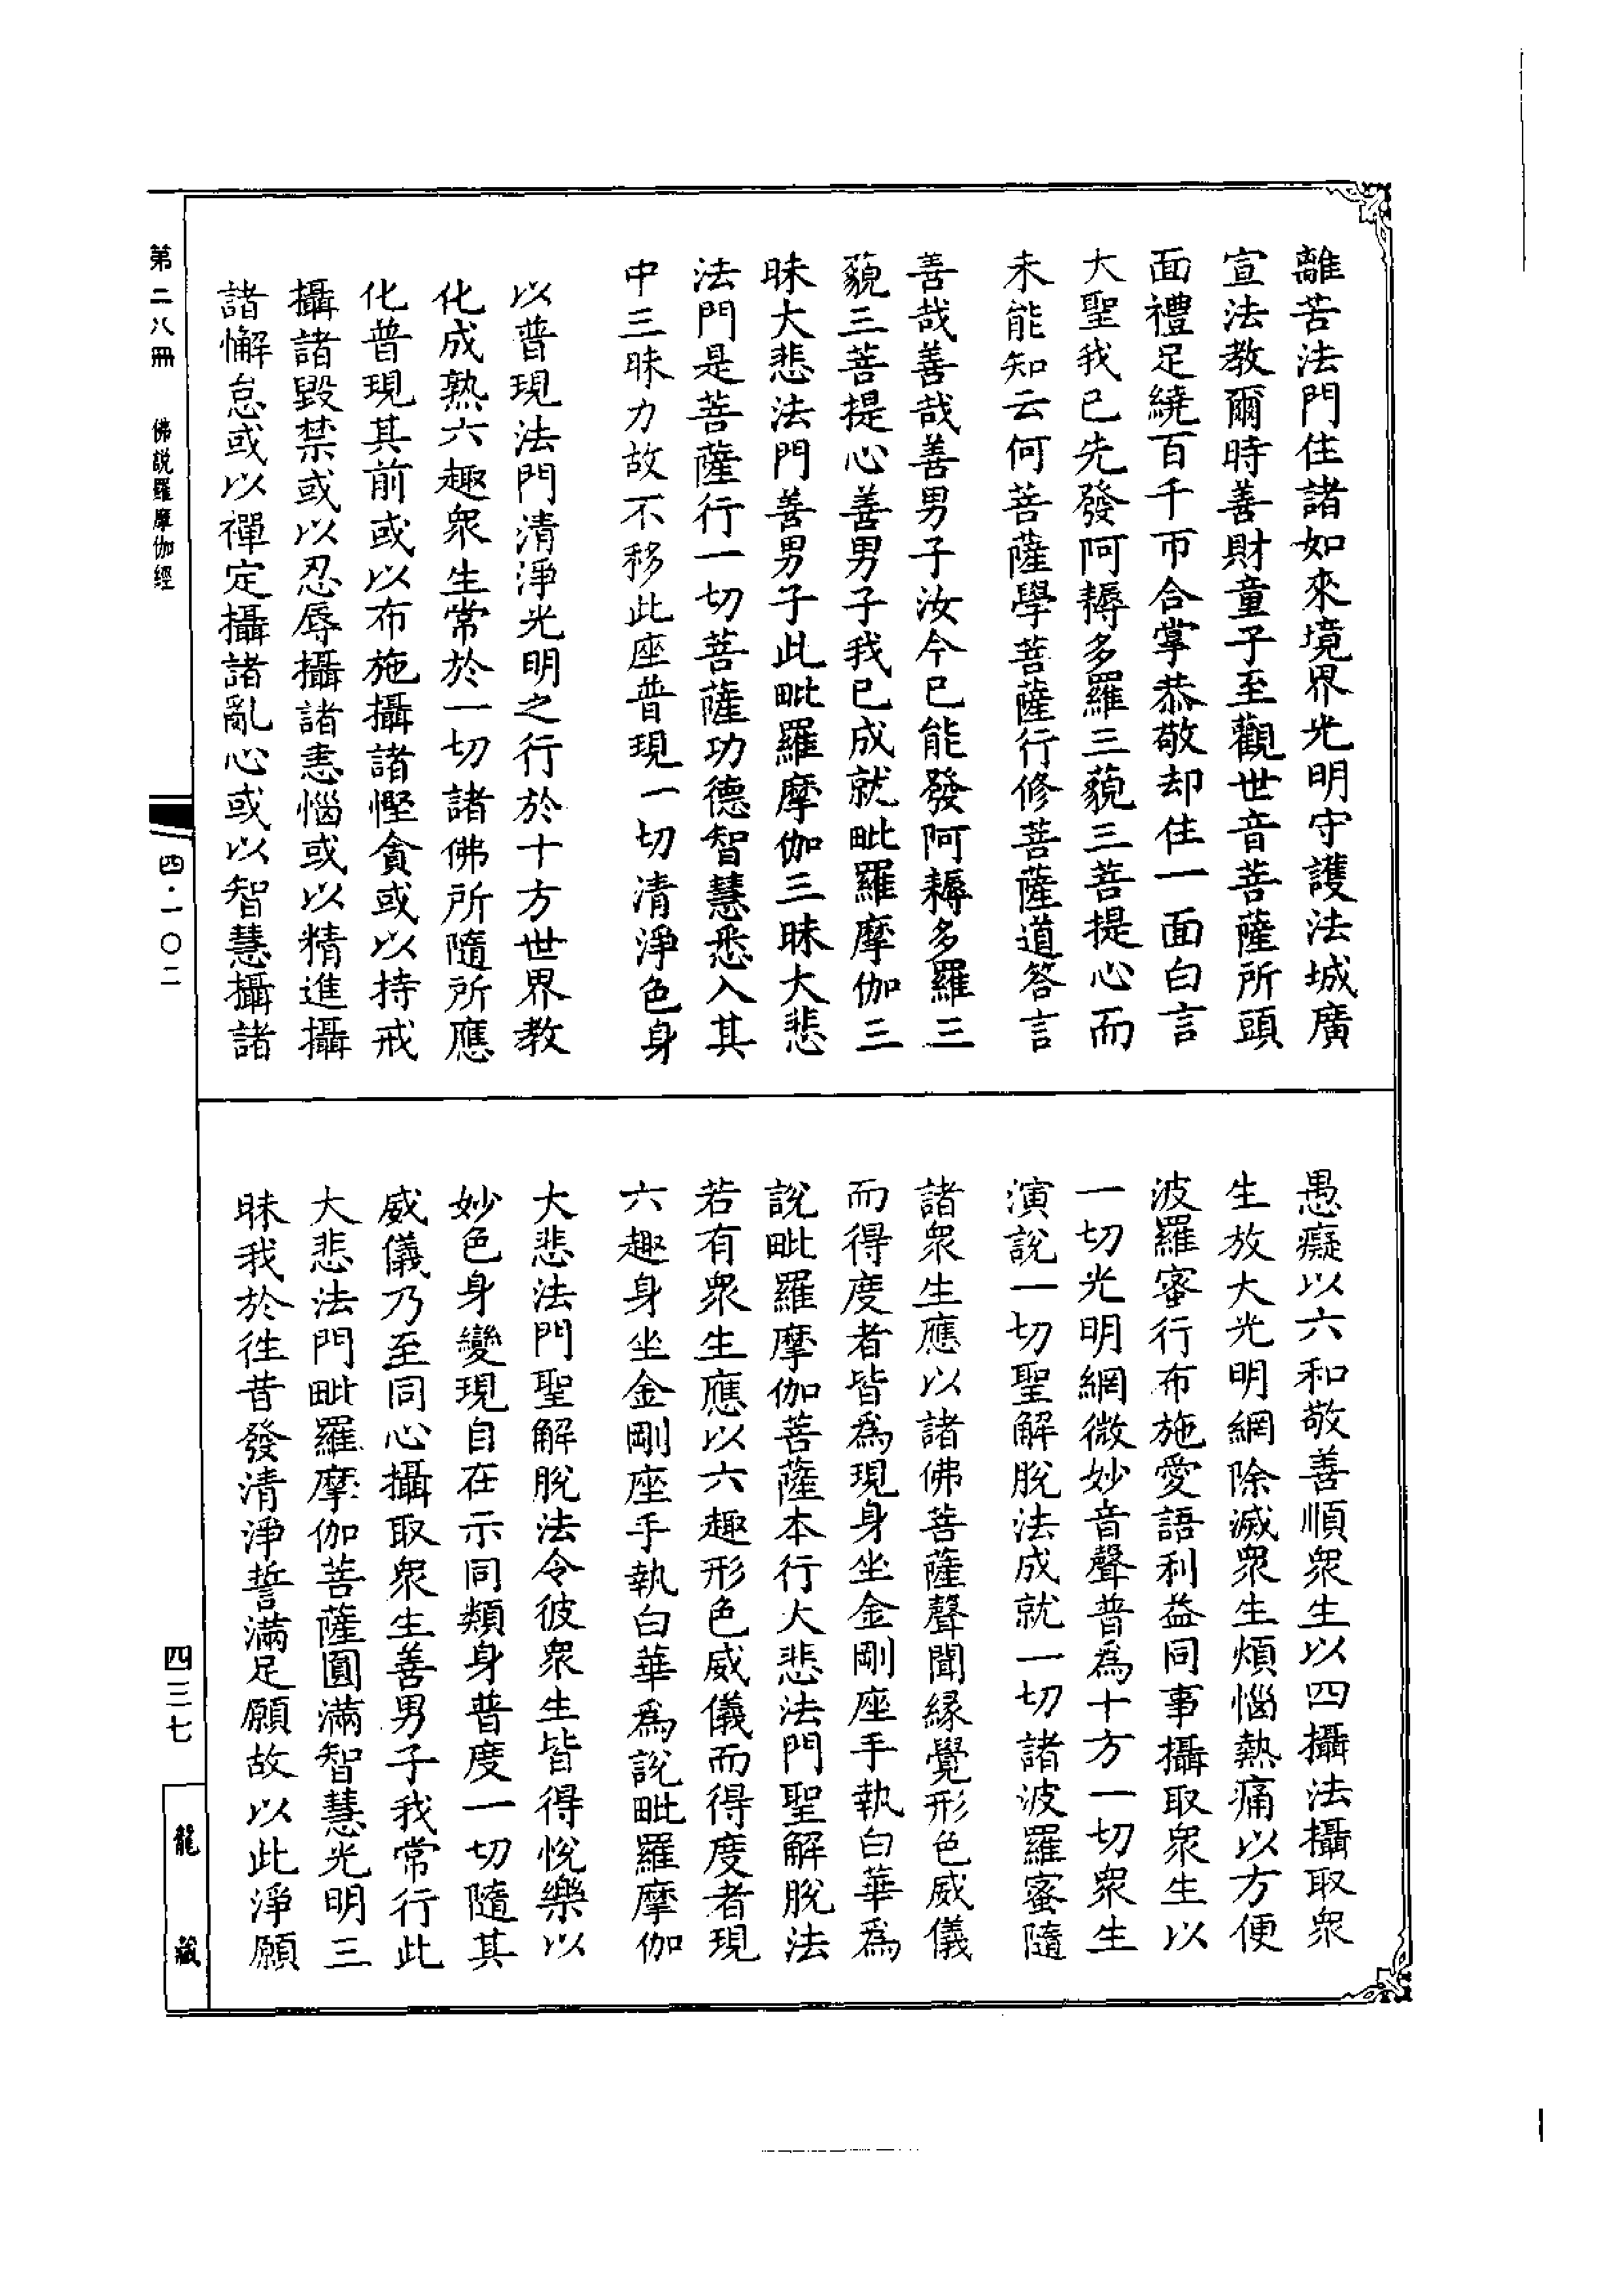 離苦法門住諸如來境界光明守護法城廣
宣法教爾時善財童子至觀世音菩薩所頭
面禮足繞百千帀合掌恭敬却住一面白言
大聖我已先發阿耨多羅三藐三菩提心而
未能知云何菩薩學菩薩行修菩薩道答言
善哉善哉善男子汝今已能發阿耨多羅三
藐三菩提心善男子我已成就毗羅摩伽三
昧大悲法門善男子此毗羅摩伽三昧大悲
法門是菩薩行一切菩薩功德智慧悉入其
中三昧力故不移此座普現一切清淨色身
以普現法門清淨光明之行於十方世界教
化成熟六趣衆生常於一切諸佛所隨所應
化普現其前或以布施攝諸慳貪或以持戒
攝諸毀禁或以忍辱攝諸恚惱或以精進攝
諸懈怠或以禪定攝諸亂心或以智慧攝諸
愚癡以六和敬善順衆生以四攝法攝取衆
生放大光明網除滅衆生煩惱熱痛以方便
波羅蜜行布施愛語利益同事攝取衆生以
一切光明網微妙音聲普爲十方一切衆生
演說一切聖解脫法成就一切諸波羅蜜隨
諸衆生應以諸佛菩薩聲聞緣覺形色威儀
而得度者皆爲現身坐金剛座手執白華爲
說毗羅摩伽菩薩本行大悲法門聖解脫法
若有衆生應以六趣形色威儀而得度者現
六趣身坐金剛座手執白華爲說毗羅摩伽
大悲法門聖解脫法令彼衆生皆得悅樂以
妙色身變現自在示同類身普度一切隨其
威儀乃至同心攝取衆生善男子我常行此
大悲法門毗羅摩伽菩薩圓滿智慧光明三
昧我於往昔發清淨誓滿足願故以此淨願
第二八冊 佛說羅摩伽經
四·一〇二
四三七
龍藏